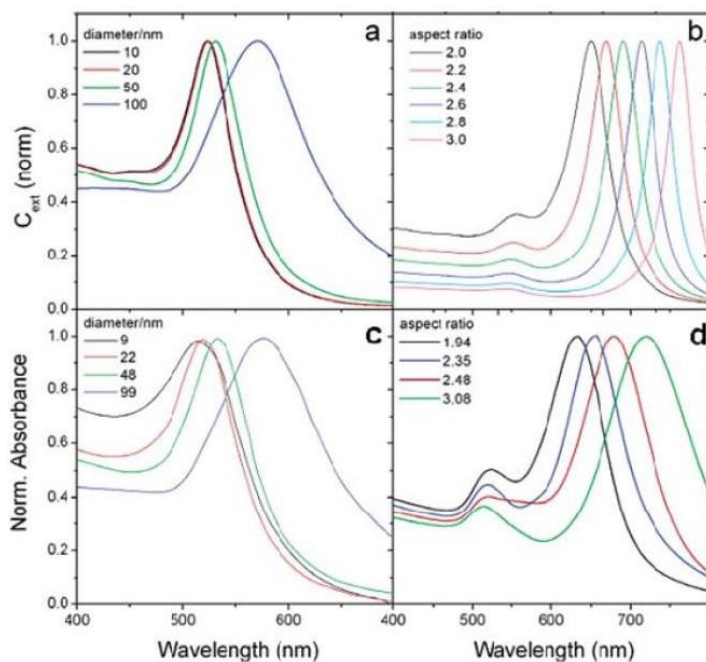 diameter/nm
10
20
50
100
a
aspect ratio
2.0
2.2
2.4
2.6
2.8
3.0
b
C_ext (norm)
1.0
0.8
0.6
0.4
0.2
0.0
diameter/nm
9
22
48
99
c
aspect ratio
1.94
2.35
2.48
3.08
d
Norm. Absorbance
1.0
0.8
0.6
0.4
0.2
0.0
400 500 600 400 500 600 700
Wavelength (nm) Wavelength (nm)